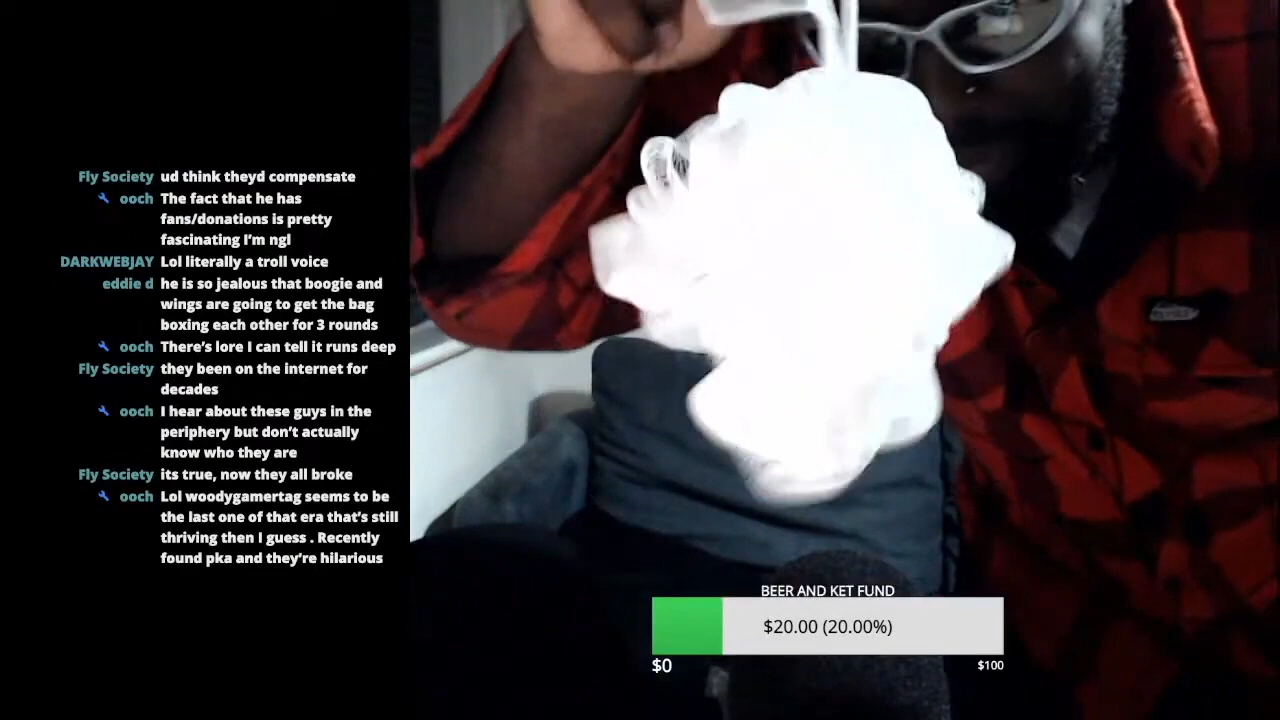 Fly Society ud think theyd compensate
ooch The fact that he has
fans/donations is pretty
fascinating I'm ngl
DARKWEBJAY Lol literally a troll voice
eddie d he is so jealous that boogie and
wings are going to get the bag
boxing each other for 3 rounds
ooch There's lore I can tell it runs deep
Fly Society they been on the internet for
decades
ooch I hear about these guys in the
periphery but don't actually
know who they are
Fly Society its true, now they all broke
ooch Lol woodygamertag seems to be
the last one of that era that's still
thriving then I guess . Recently
found pka and they're hilarious
BEER AND KET FUND
$20.00 (20.00%)
$0 $100